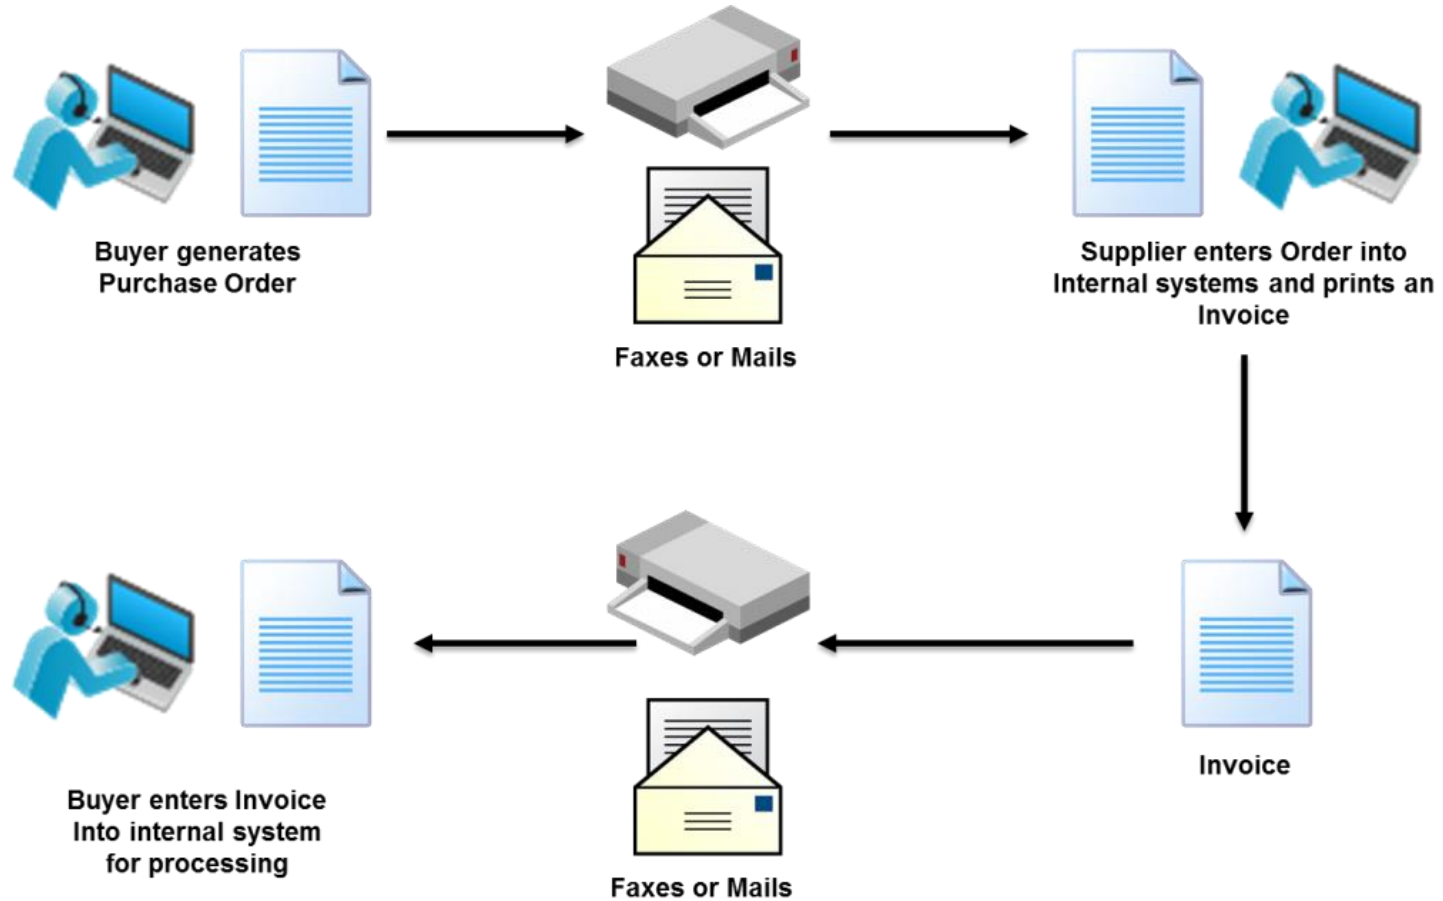 Buyer generates
Purchase Order
Faxes or Mails
Supplier enters Order into
Internal systems and prints an
Invoice
Invoice
Faxes or Mails
Buyer enters Invoice
Into internal system
for processing